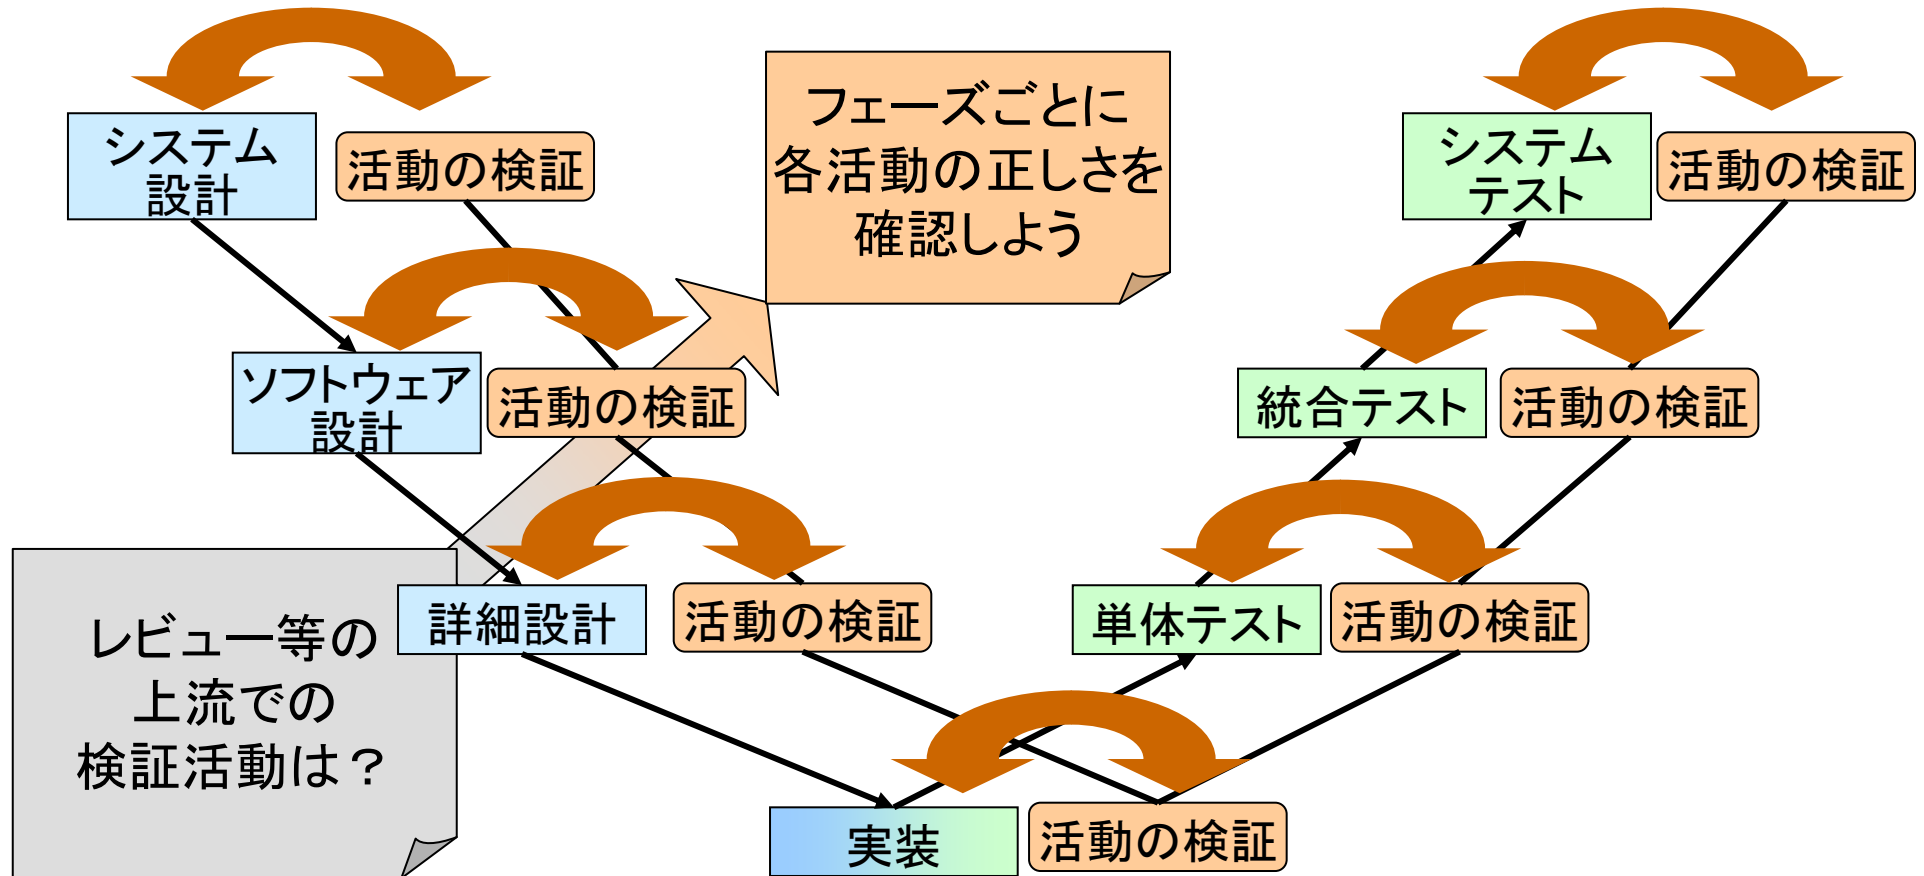 システム
設計
活動の検証
フェーズごとに
各活動の正しさを
確認しよう
システム
テスト
活動の検証
ソフトウェア
設計
活動の検証
統合テスト
活動の検証
レビュー等の
上流での
検証活動は？
詳細設計
活動の検証
単体テスト
活動の検証
実装
活動の検証